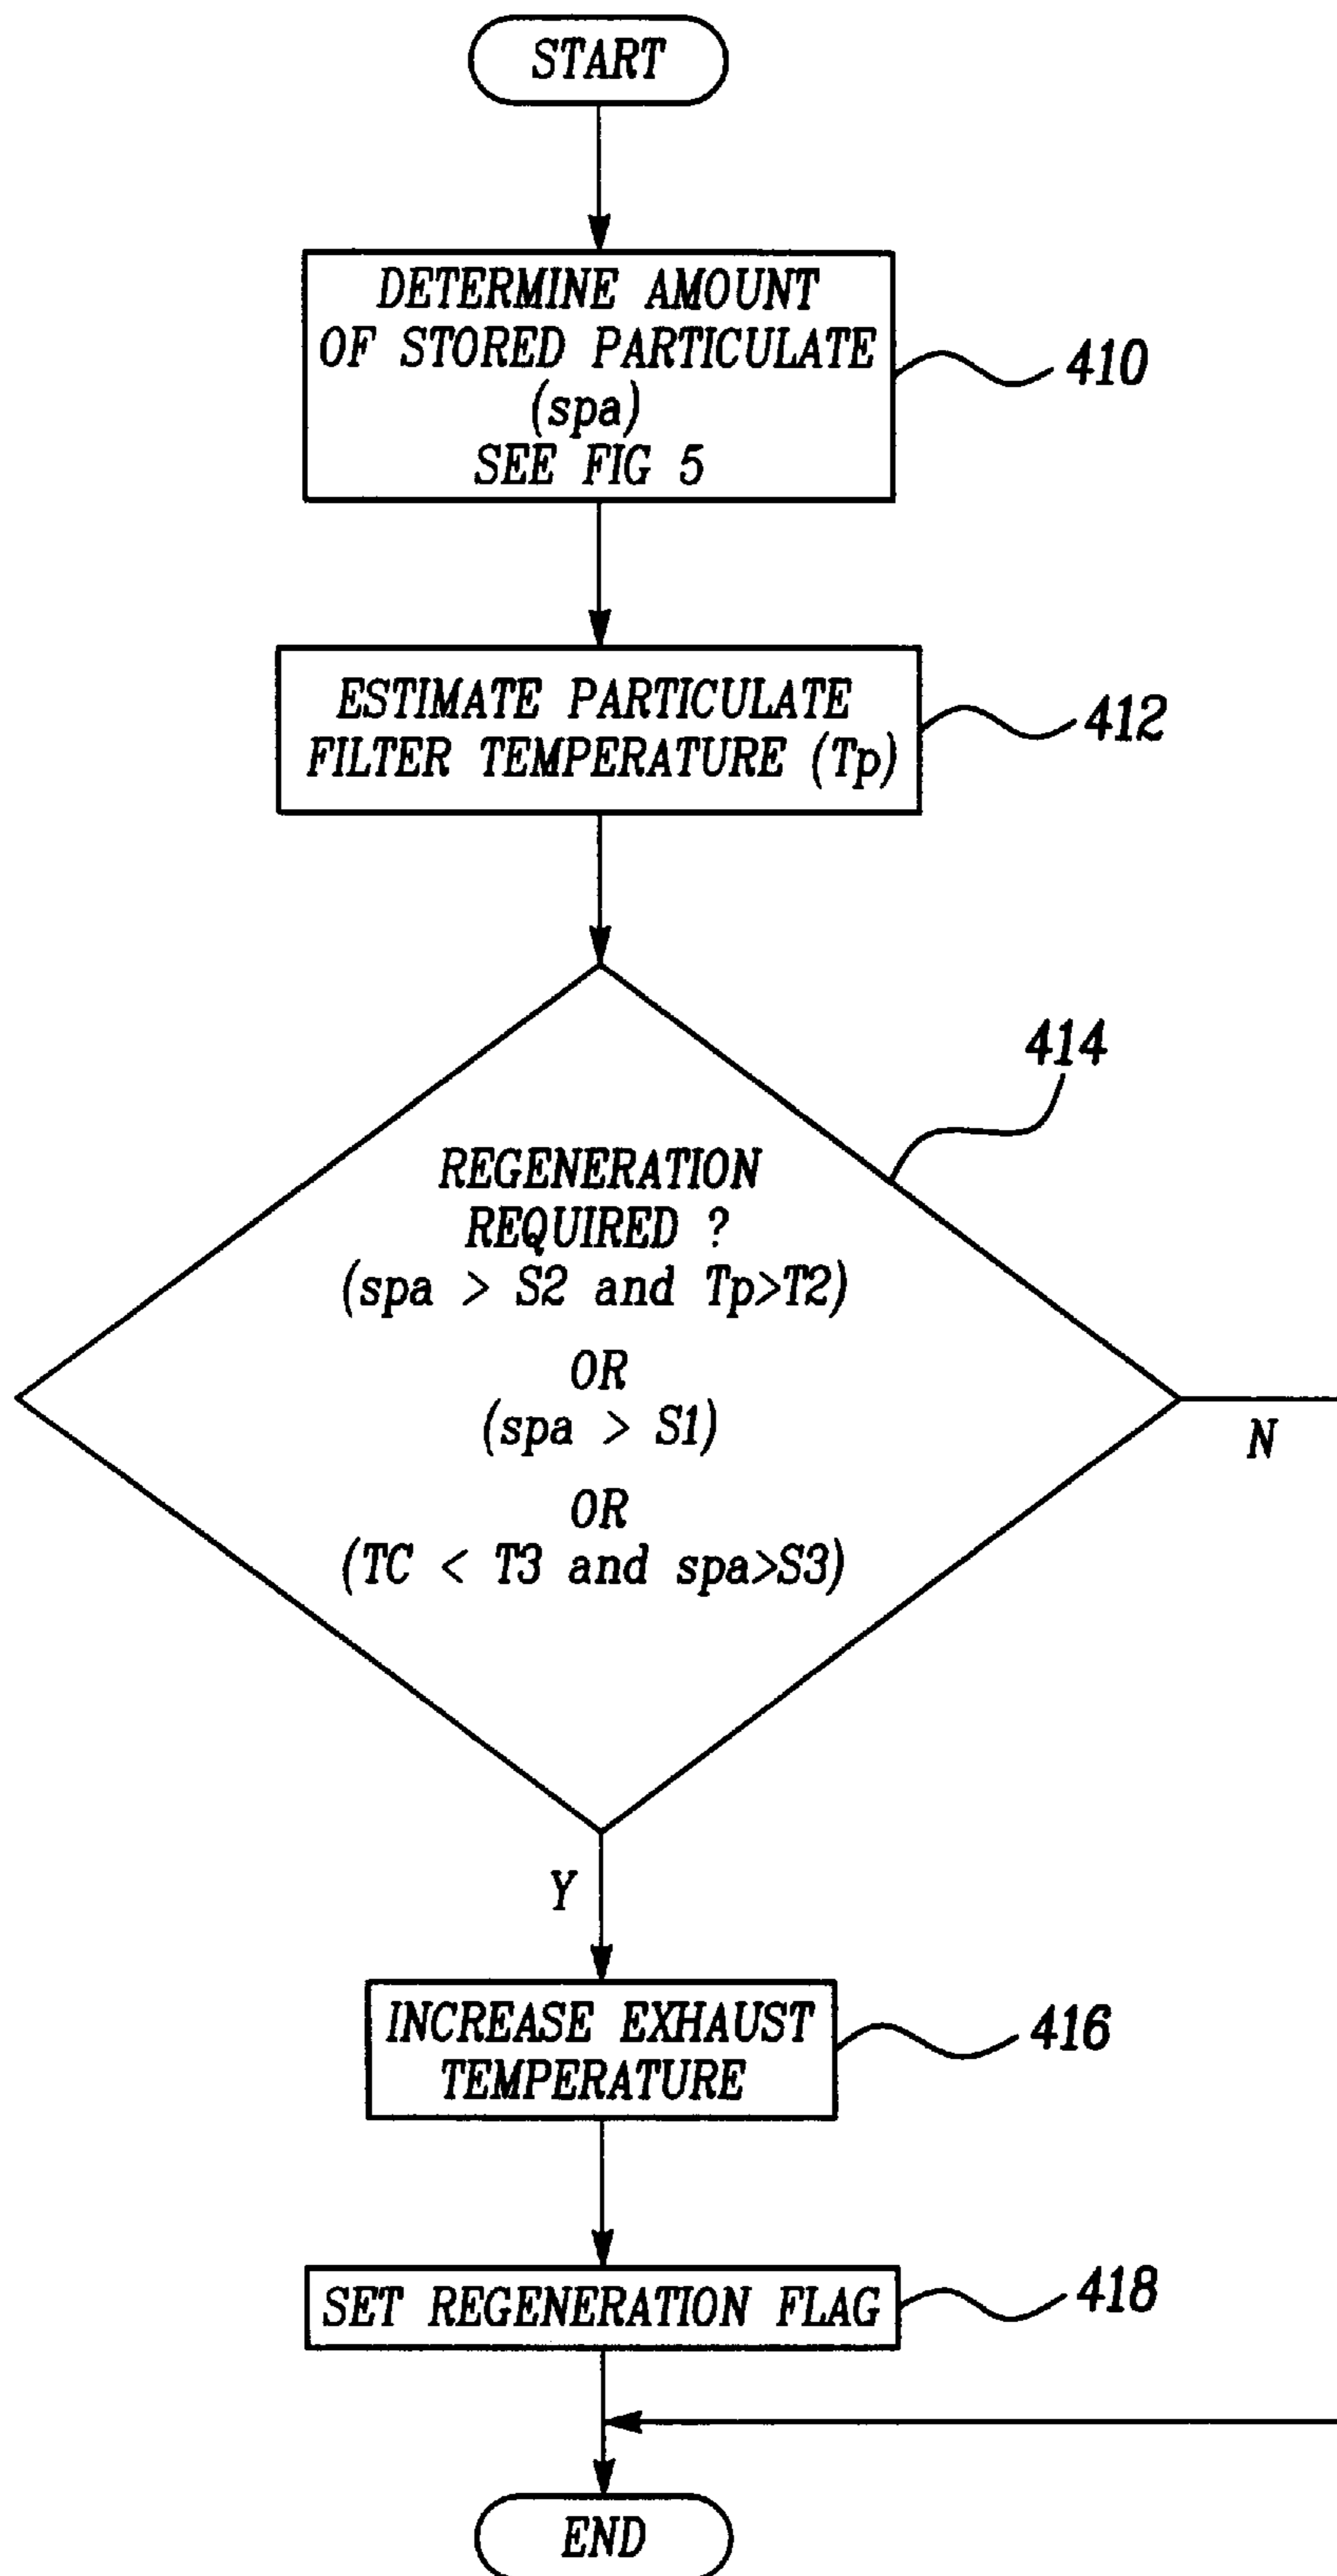 START
DETERMINE AMOUNT
OF STORED PARTICULATE
(spa)
SEE FIG 5
410
ESTIMATE PARTICULATE
FILTER TEMPERATURE (Tp)
412
414
REGENERATION
REQUIRED ?
(spa > S2 and Tp>T2)
OR
(spa > S1)
OR
(TC < T3 and spa>S3)
N
Y
INCREASE EXHAUST
TEMPERATURE
416
SET REGENERATION FLAG
418
END